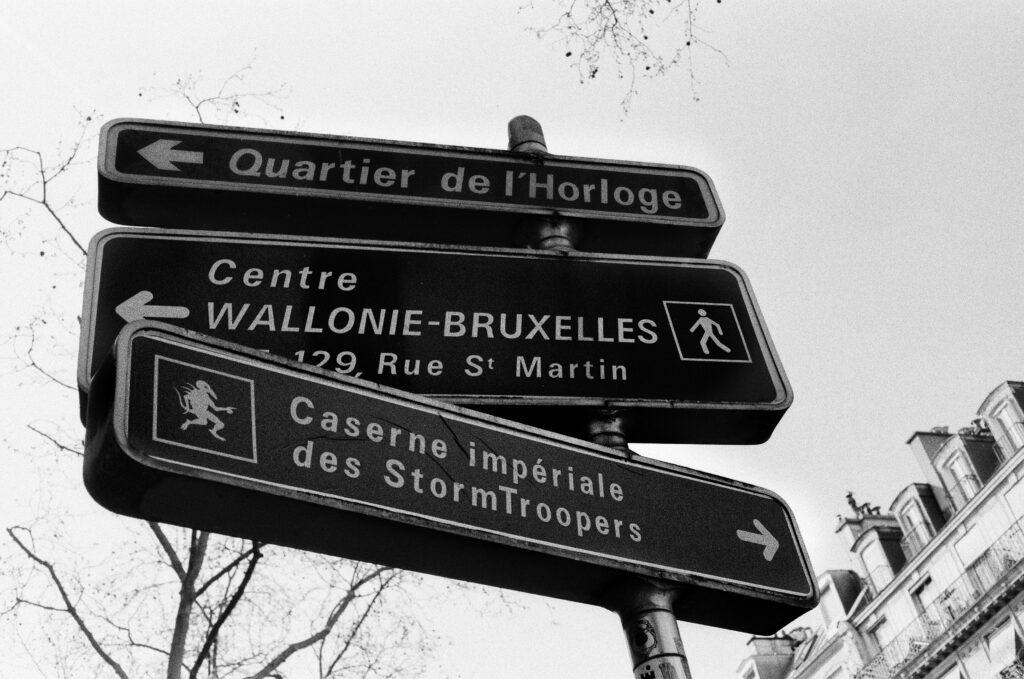 Quartier de l'Horloge
Centre
WALLONIE-BRUXELLES
129, Rue St Martin
Caserne impériale
des StormTroopers